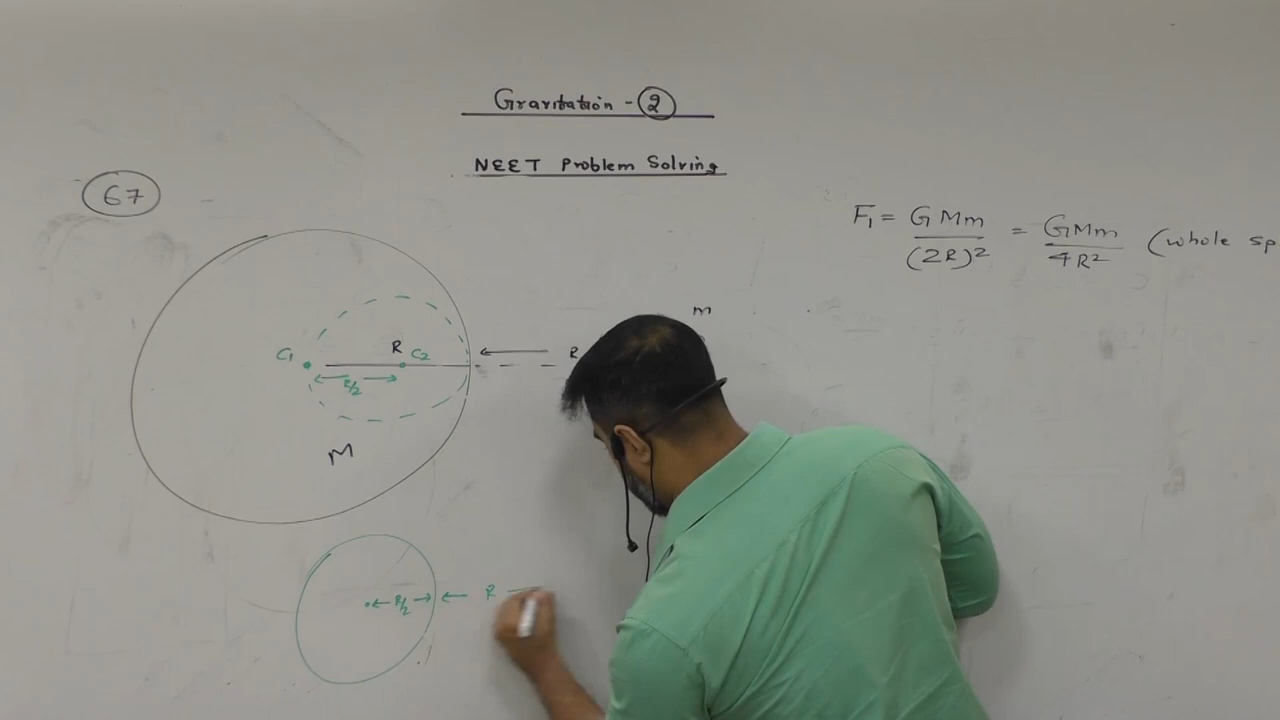 Gravitation - 2
NEET Problem Solving
67
F₁ = GMm/(2R)² = GMm/4R² (whole sp
m
C₁ R C₂ R
R/2
M
R/2 R